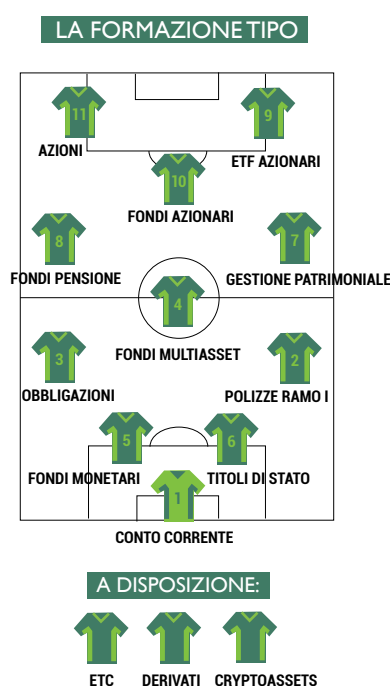 LA FORMAZIONE TIPO
11
9
AZIONI
ETF AZIONARI
10
FONDI AZIONARI
8
7
FONDI PENSIONE
GESTIONE PATRIMONIALE
4
FONDI MULTIASSET
3
2
OBBLIGAZIONI
POLIZZE RAMO I
5
6
FONDI MONETARI
TITOLI DI STATO
1
CONTO CORRENTE
A DISPOSIZIONE:
ETC
DERIVATI
CRYPTOASSETS